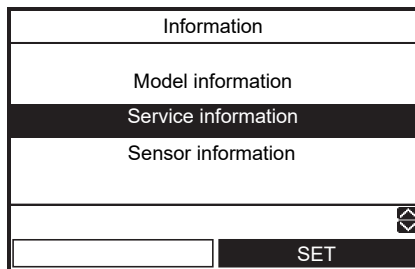 Information
Model information
Service information
Sensor information
SET